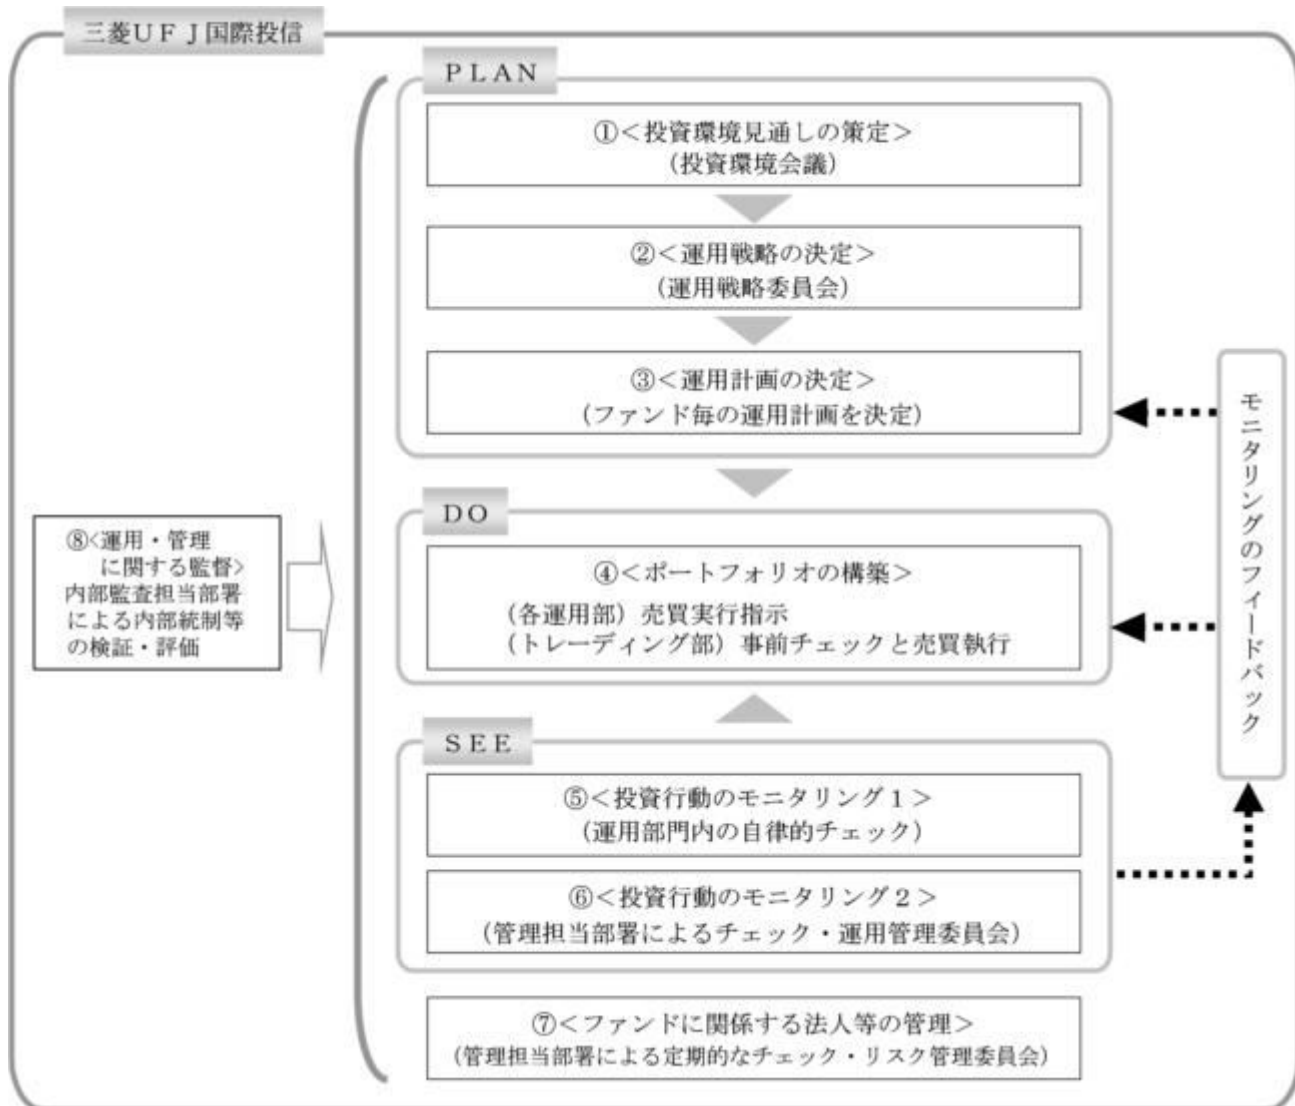 三菱ＵＦＪ国際投信
ＰＬＡＮ
①＜投資環境見通しの策定＞
（投資環境会議）
②＜運用戦略の決定＞
（運用戦略委員会）
③＜運用計画の決定＞
（ファンド毎の運用計画を決定）
ＤＯ
④＜ポートフォリオの構築＞
（各運用部）売買実行指示
（トレーディング部）事前チェックと売買執行
ＳＥＥ
⑤＜投資行動のモニタリング１＞
（運用部門内の自律的チェック）
⑥＜投資行動のモニタリング２＞
（管理担当部署によるチェック・運用管理委員会）
⑦＜ファンドに関係する法人等の管理＞
（管理担当部署による定期的なチェック・リスク管理委員会）
⑧<運用・管理
に関する監督>
内部監査担当部署
による内部統制等
の検証・評価
モニタリングのフィードバック